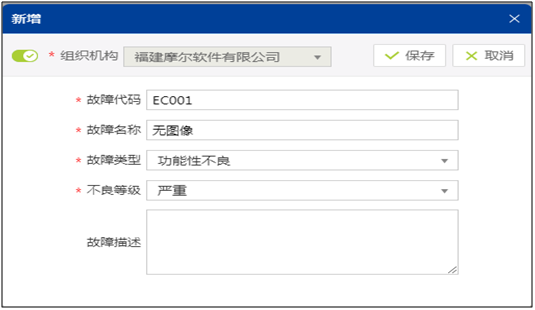 新增
* 组织机构 福建摩尔软件有限公司 保存 取消
* 故障代码 EC001
* 故障名称 无图像
* 故障类型 功能性不良
* 不良等级 严重
故障描述